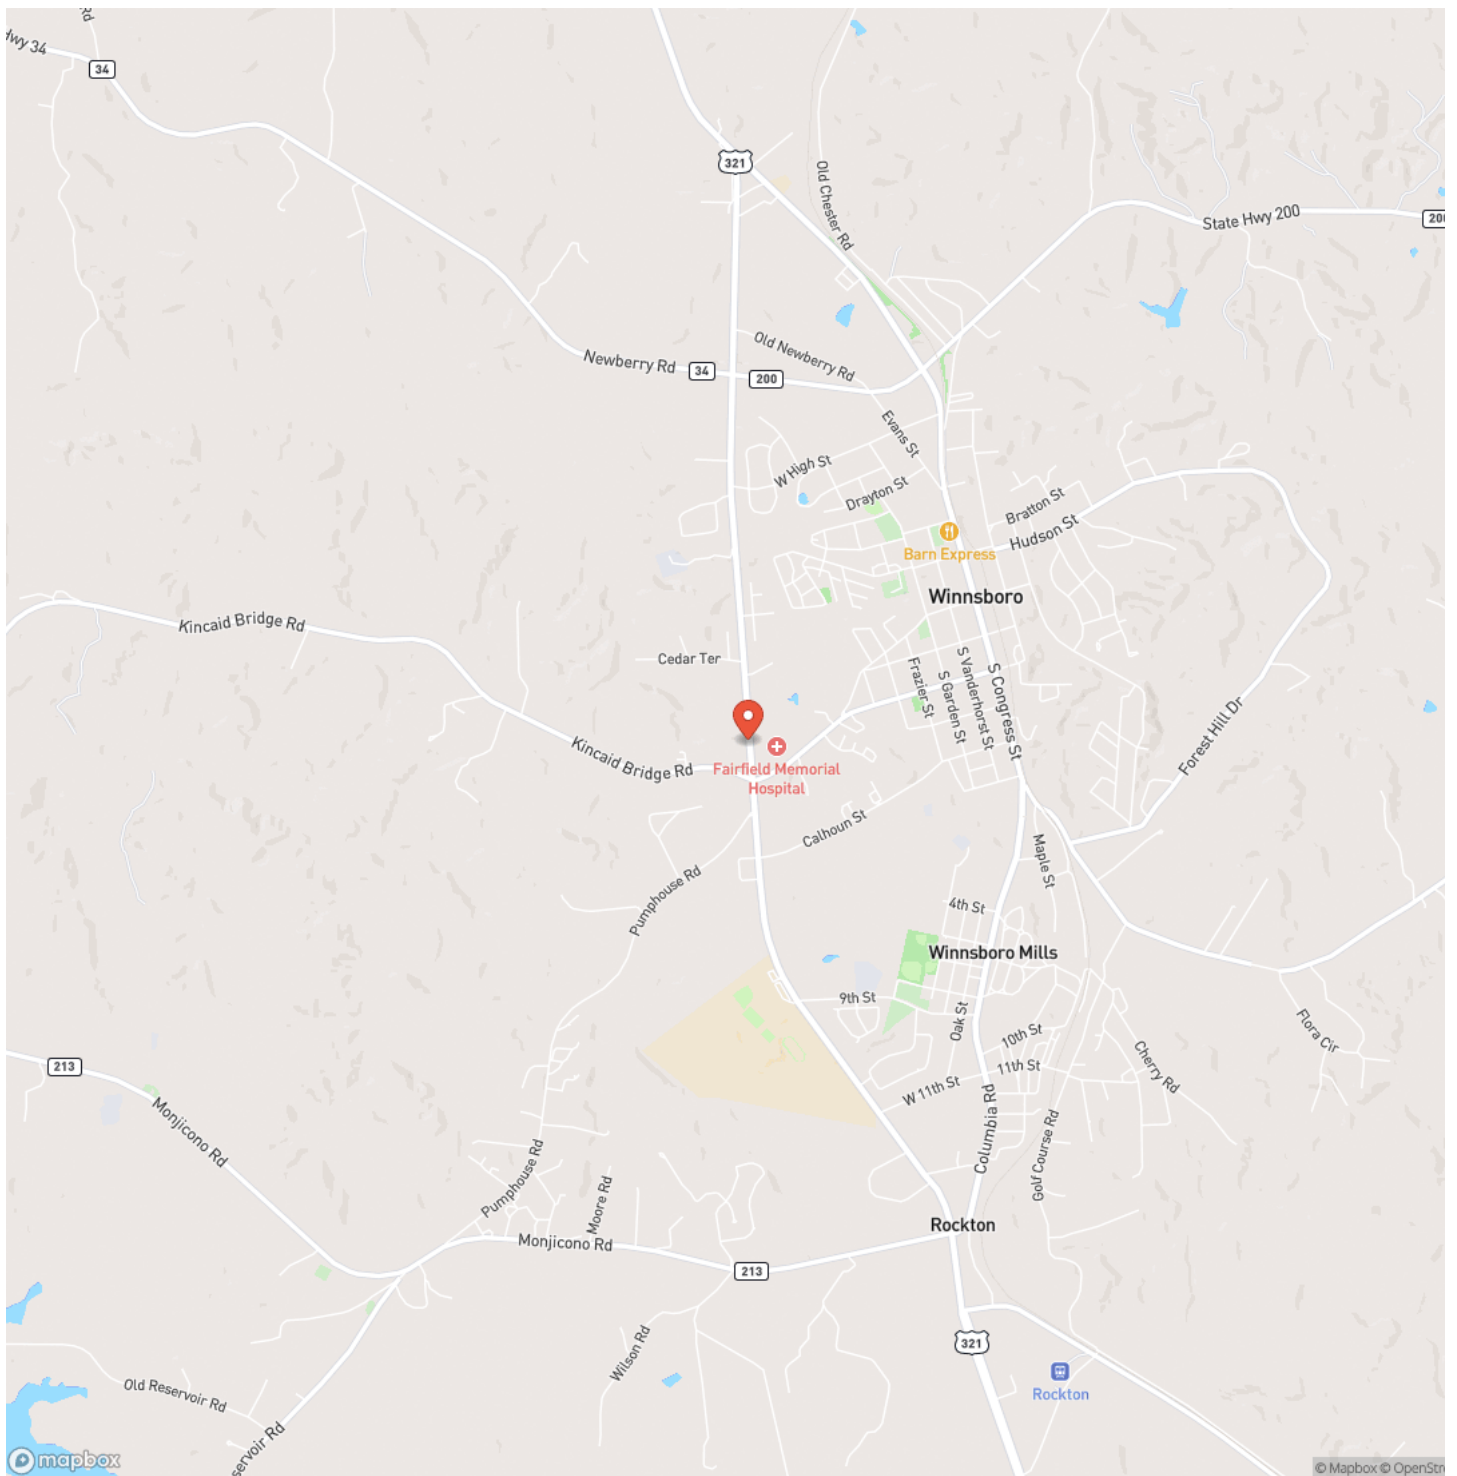 Rd
Hwy 34
34
321
Old Chester Rd
State Hwy 200
200
Old Newberry Rd
Newberry Rd
34
200
Evans St
W High St
Drayton St
Bratton St
Hudson St
Barn Express
Winnsboro
Kincaid Bridge Rd
Cedar Ter
Frazier St
S Garden St
S Vanderhorst St
S Congress St
Forest Hill Dr
Kincaid Bridge Rd
Fairfield Memorial
Hospital
Calhoun St
Maple St
Pumphouse Rd
4th St
Winnsboro Mills
9th St
Oak St
10th St
Flora Cir
213
11th St
Cherry Rd
W 11th St
Monjicono Rd
Columbia Rd
Golf Course Rd
Pumphouse Rd
Moore Rd
Rockton
Monjicono Rd
213
321
Wilson Rd
Rockton
Old Reservoir Rd
servoir Rd
mapbox
© Mapbox © OpenStre